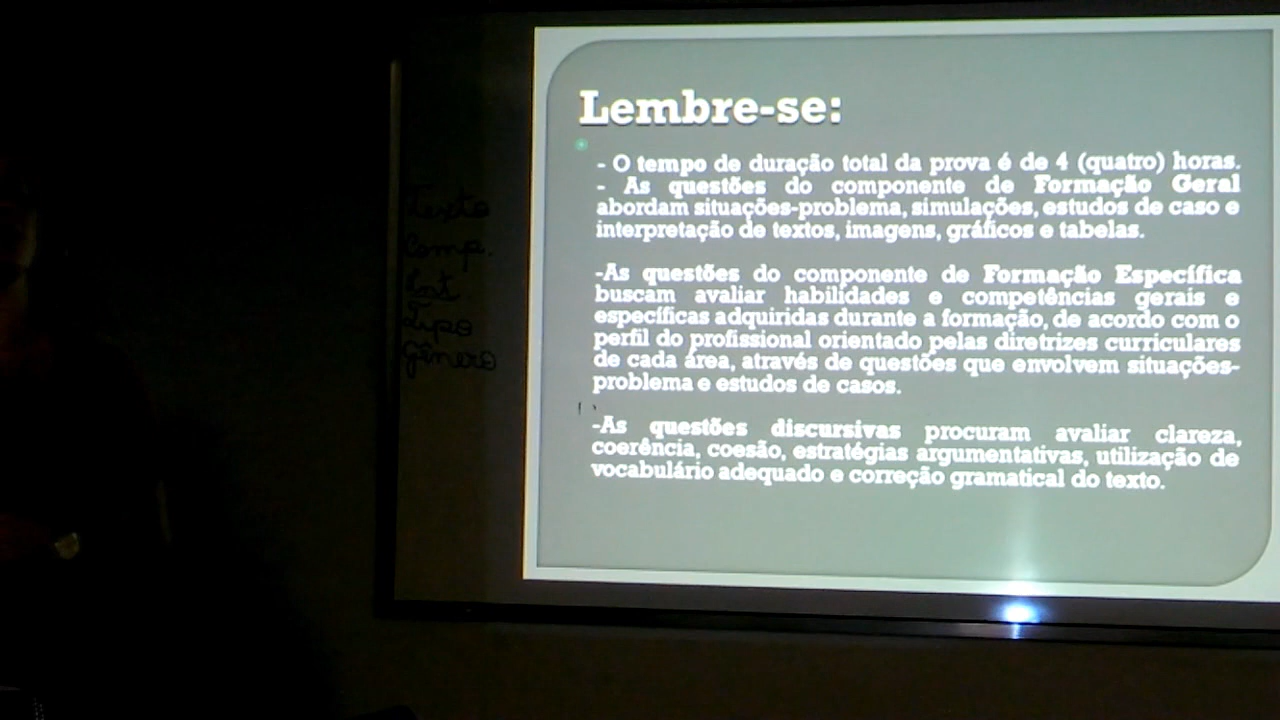 Lembre-se:
- O tempo de duração total da prova é de 4 (quatro) horas.
- As questões do componente de Formação Geral
abordam situações-problema, simulações, estudos de caso e
interpretação de textos, imagens, gráficos e tabelas.
-As questões do componente de Formação Específica
buscam avaliar habilidades e competências gerais e
específicas adquiridas durante a formação, de acordo com o
perfil do profissional orientado pelas diretrizes curriculares
de cada área, através de questões que envolvem situações-
problema e estudos de casos.
-As questões discursivas procuram avaliar clareza,
coerência, coesão, estratégias argumentativas, utilização de
vocabulário adequado e correção gramatical do texto.
Texto
Comp.
Tipo
Gênero